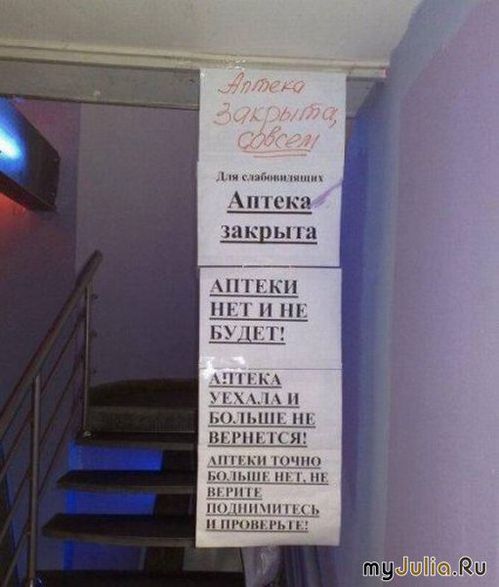 Аптека
закрыта,
совсем
Для слабовидящих
Аптека
закрыта
АПТЕКИ
НЕТ И НЕ
БУДЕТ!
АПТЕКА
УЕХАЛА И
БОЛЬШЕ НЕ
ВЕРНЕТСЯ!
АПТЕКИ ТОЧНО
БОЛЬШЕ НЕТ, НЕ
ВЕРИТЕ
ПОДНИМИТЕСЬ
И ПРОВЕРЬТЕ!
myJulia.Ru